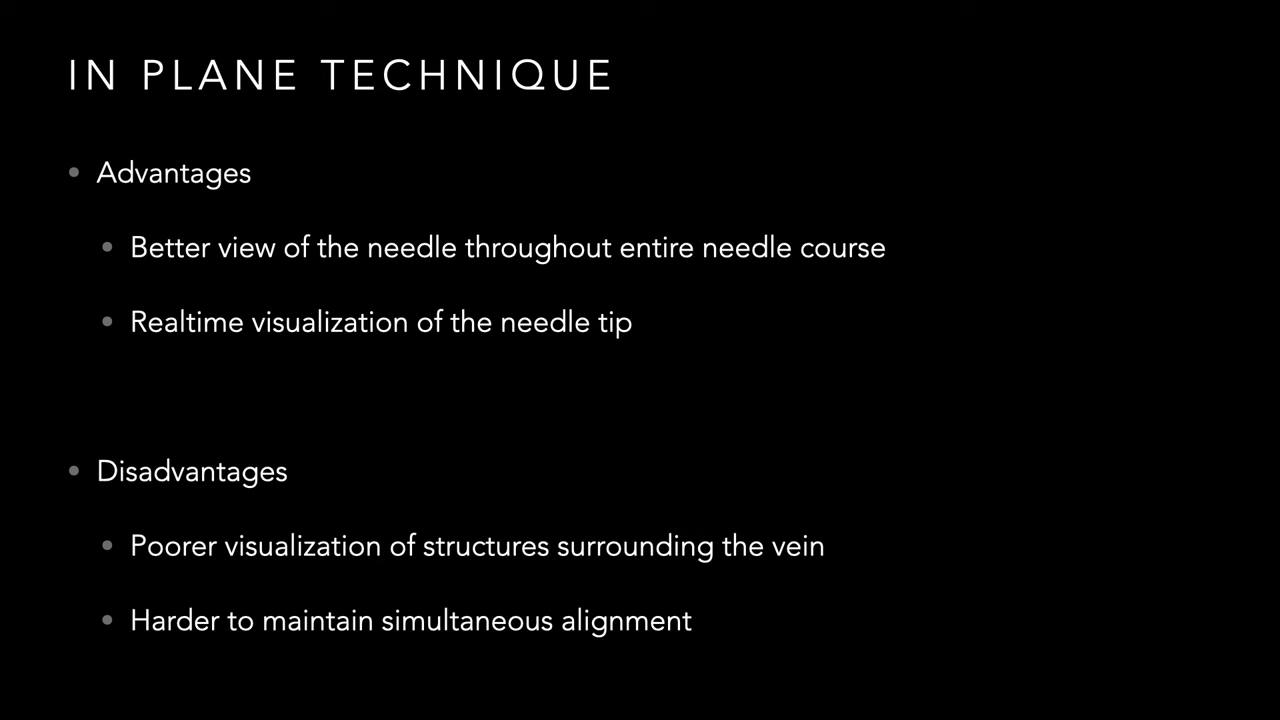 IN PLANE TECHNIQUE
• Advantages
• Better view of the needle throughout entire needle course
• Realtime visualization of the needle tip
• Disadvantages
• Poorer visualization of structures surrounding the vein
• Harder to maintain simultaneous alignment